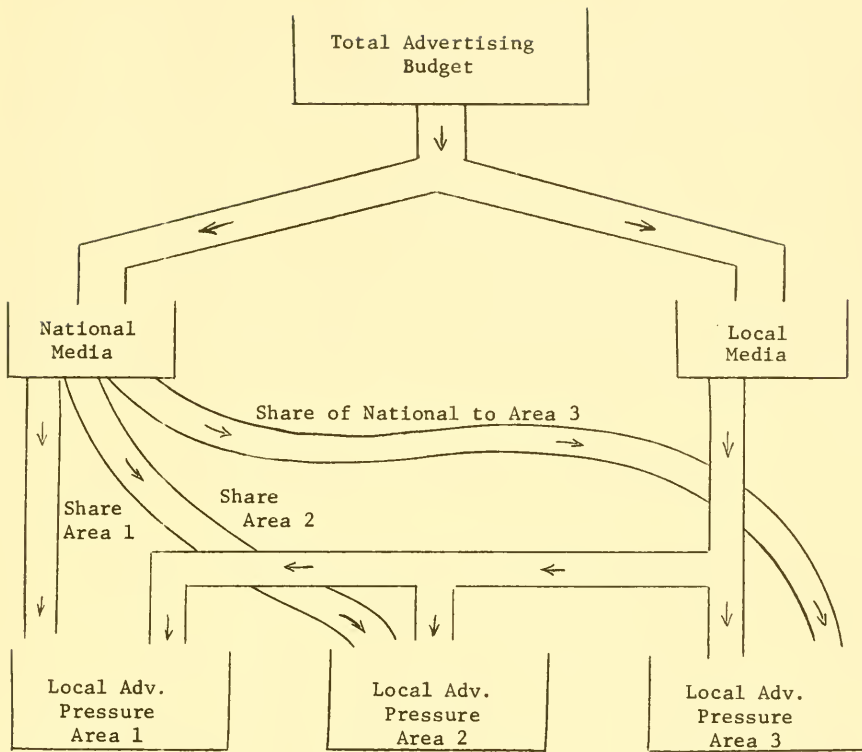 Total Advertising
Budget
National
Media
Local
Media
Share of National to Area 3
Share
Area 1
Share
Area 2
Local Adv.
Pressure
Area 1
Local Adv.
Pressure
Area 2
Local Adv.
Pressure
Area 3